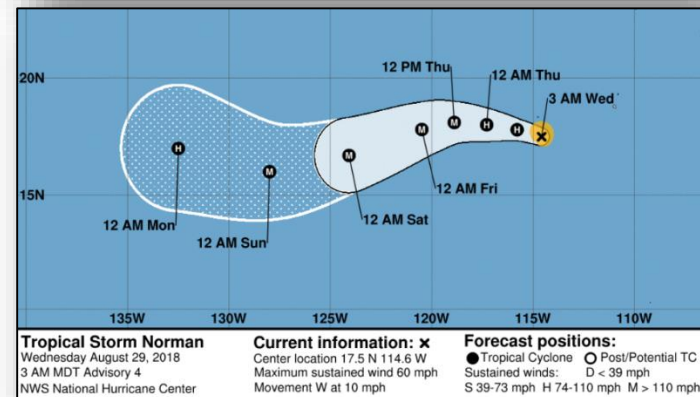 20N
12 PM Thu
12 AM Thu
3 AM Wed
M
H
H
M
M
H
M
M
15N
12 AM Fri
12 AM Sat
12 AM Mon
12 AM Sun
135W 130W 125W 120W 115W 110W
Tropical Storm Norman
Wednesday August 29, 2018
3 AM MDT Advisory 4
NWS National Hurricane Center
Current information: x
Center location 17.5 N 114.6 W
Maximum sustained wind 60 mph
Movement W at 10 mph
Forecast positions:
Tropical Cyclone Post/Potential TC
Sustained winds: D < 39 mph
S 39-73 mph H 74-110 mph M > 110 mph